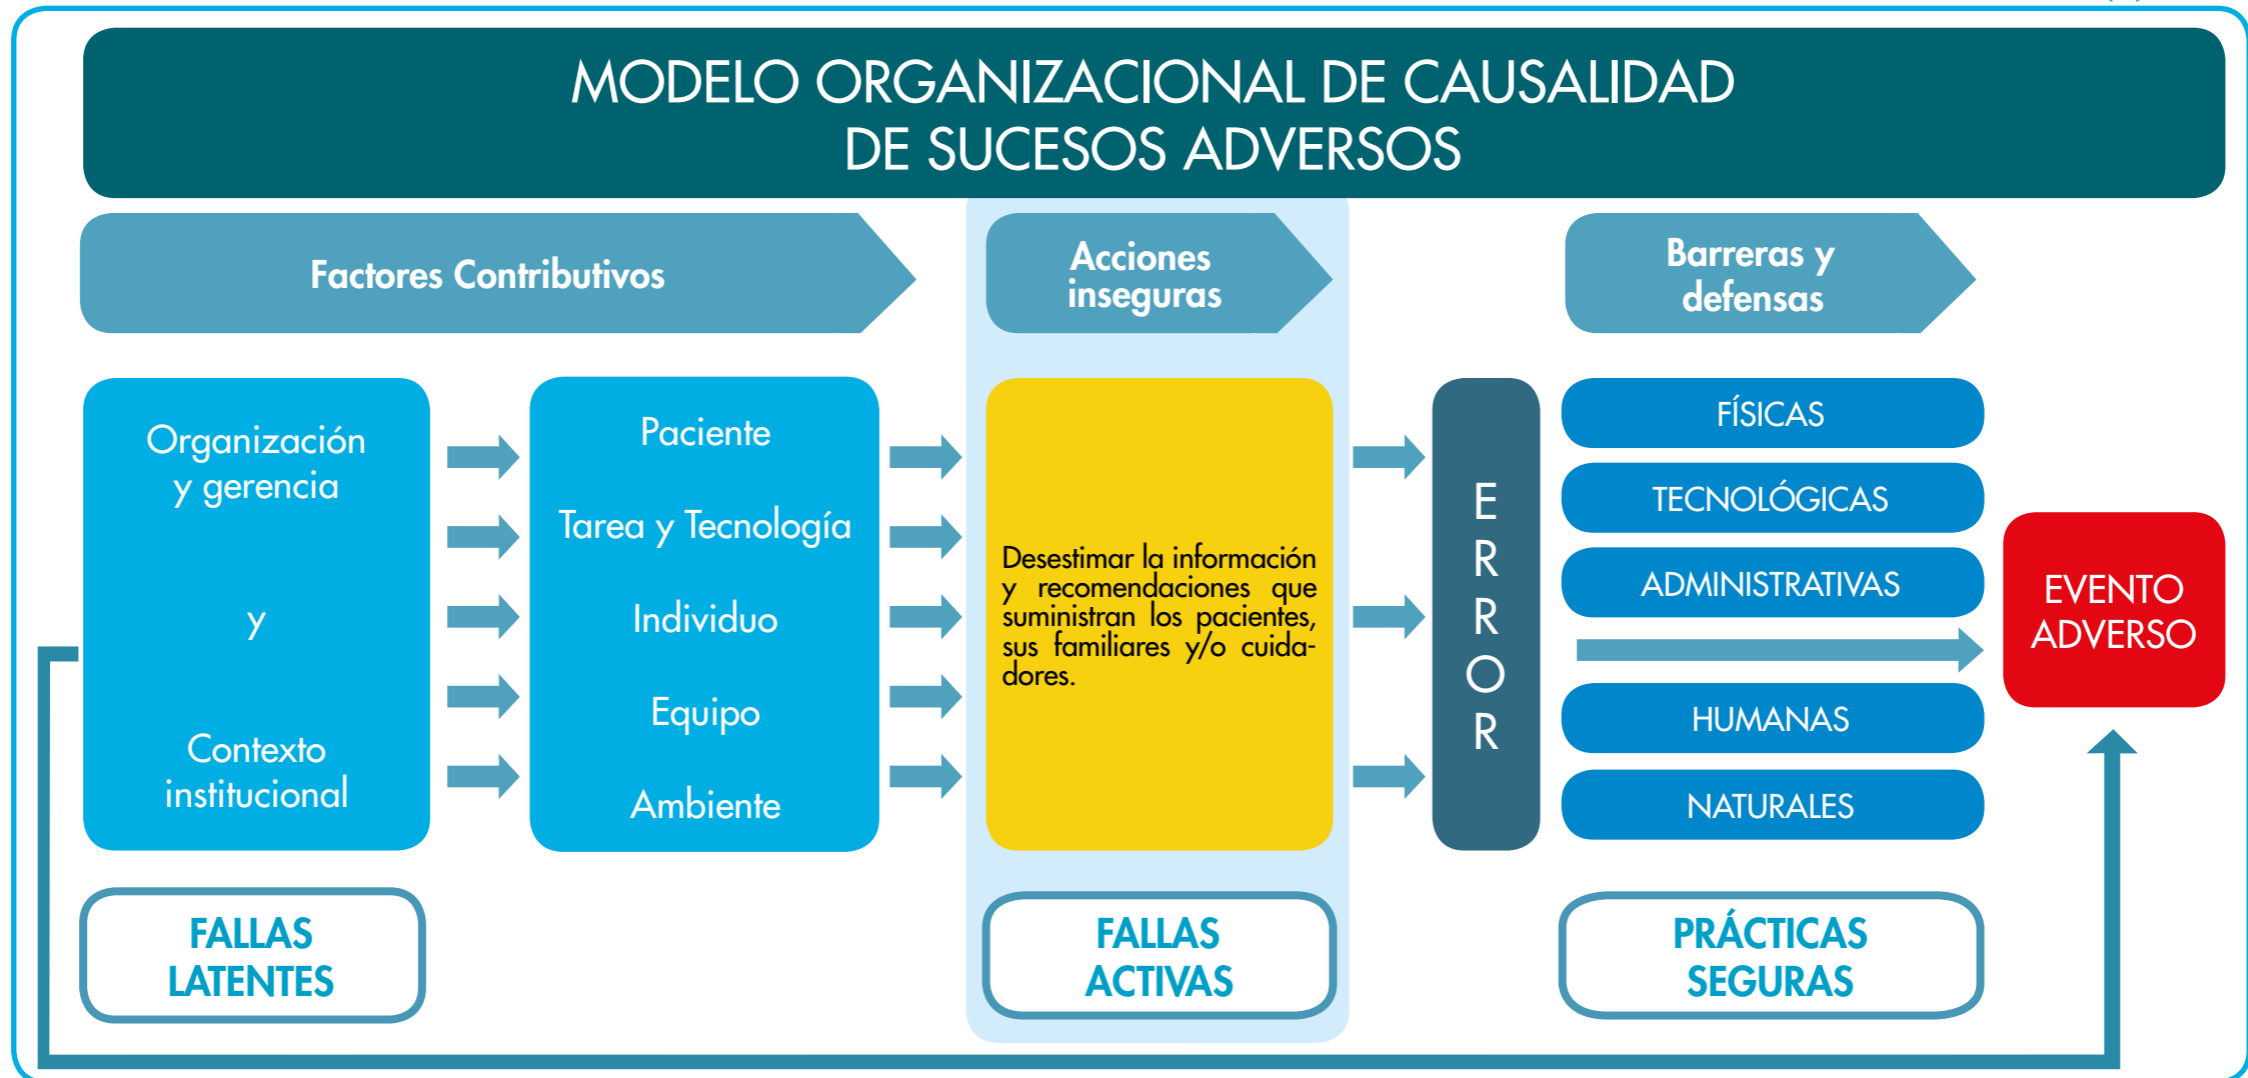 MODELO ORGANIZACIONAL DE CAUSALIDAD
DE SUCESOS ADVERSOS
Factores Contributivos
Acciones
inseguras
Barreras y
defensas
Organización
y gerencia
y
Contexto
institucional
Paciente
Tarea y Tecnología
Individuo
Equipo
Ambiente
Desestimar la información
y recomendaciones que
suministran los pacientes,
sus familiares y/o cuida-
dores.
E
R
R
O
R
FÍSICAS
TECNOLÓGICAS
ADMINISTRATIVAS
HUMANAS
NATURALES
EVENTO
ADVERSO
FALLAS
LATENTES
FALLAS
ACTIVAS
PRÁCTICAS
SEGURAS